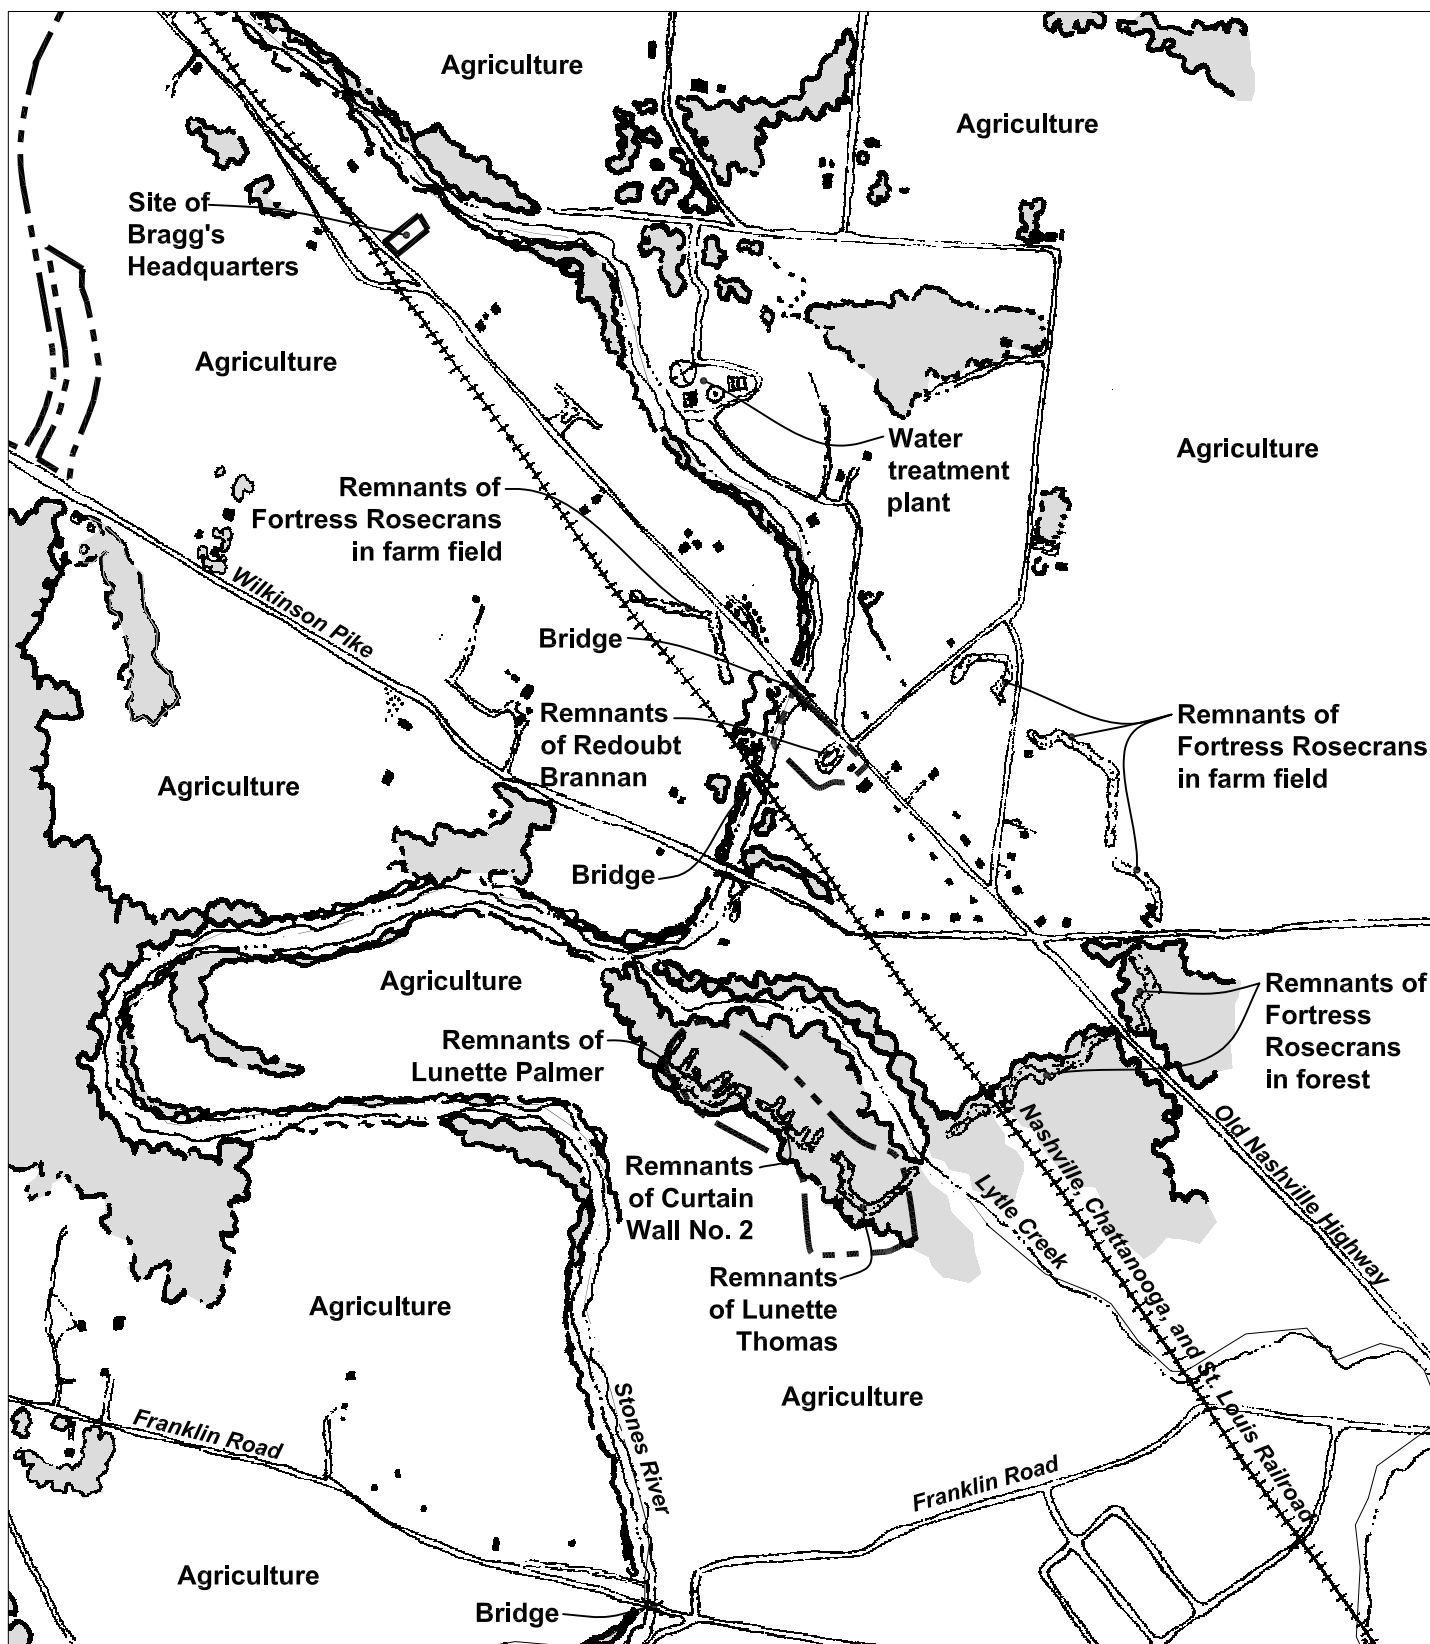 Agriculture
Agriculture
Site of
Bragg's
Headquarters
Agriculture
Water
treatment
plant
Agriculture
Remnants of
Fortress Rosecrans
in farm field
Wilkinson Pike
Bridge
Remnants
of Redoubt
Brannan
Remnants of
Fortress Rosecrans
in farm field
Agriculture
Bridge
Agriculture
Remnants of
Fortress
Rosecrans
in forest
Remnants of
Lunette Palmer
Remnants
of Curtain
Wall No. 2
Lytle Creek
Nashville, Chattanooga, and St. Louis Railroad
Old Nashville Highway
Remnants
of Lunette
Thomas
Agriculture
Agriculture
Stones River
Franklin Road
Franklin Road
Agriculture
Bridge